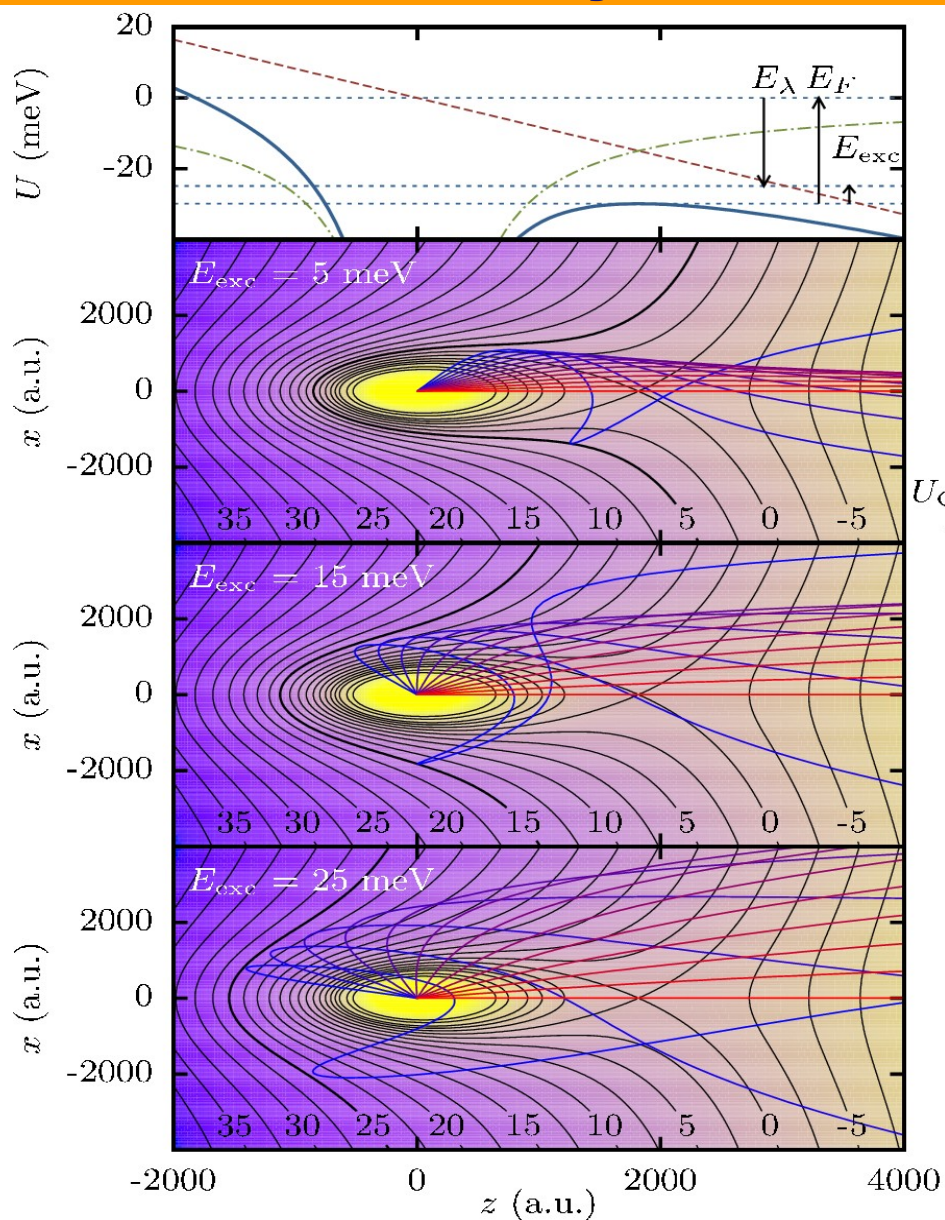 20
0
-20
U (meV)
E_λ E_F
E_exc
E_exc = 5 meV
2000
0
-2000
x (a.u.)
35 30 25 20 15 10 5 0 -5
E_exc = 15 meV
2000
0
-2000
x (a.u.)
35 30 25 20 15 10 5 0 -5
E_exc = 25 meV
2000
0
-2000
x (a.u.)
35 30 25 20 15 10 5 0 -5
-2000 0 2000 4000
z (a.u.)